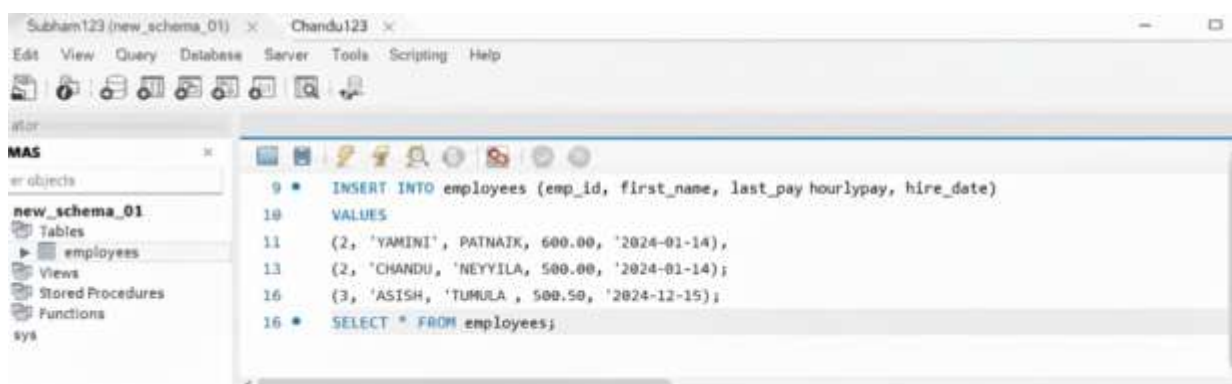 Subham123 (new_schema_01) × Chandu123 ×
Edit View Query Database Server Tools Scripting Help
ator
MAS ×
er objects
new_schema_01
Tables
employees
Views
Stored Procedures
Functions
sys
9 INSERT INTO employees (emp_id, first_name, last_pay hourlypay, hire_date)
10 VALUES
11 (2, 'YAMINI', PATNAIK, 600.00, '2024-01-14),
13 (2, 'CHANDU, 'NEYYILA, 500.00, '2024-01-14);
16 (3, 'ASISH, 'TUMULA , 500.50, '2024-12-15);
16 SELECT * FROM employees;